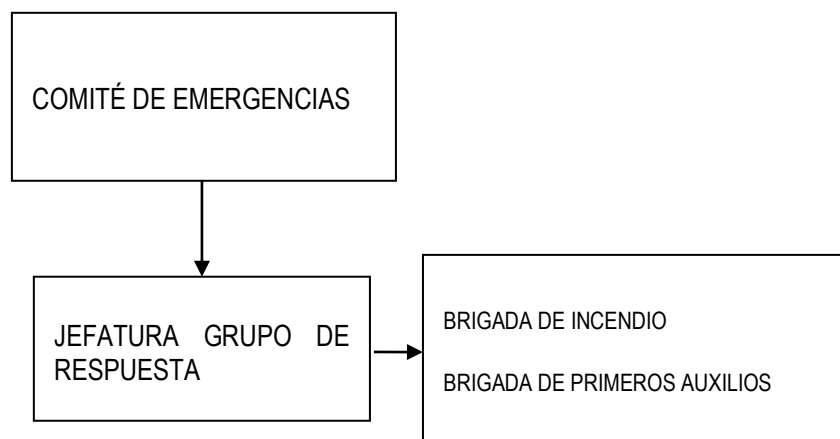 COMITÉ DE EMERGENCIAS
JEFATURA GRUPO DE
RESPUESTA
BRIGADA DE INCENDIO
BRIGADA DE PRIMEROS AUXILIOS